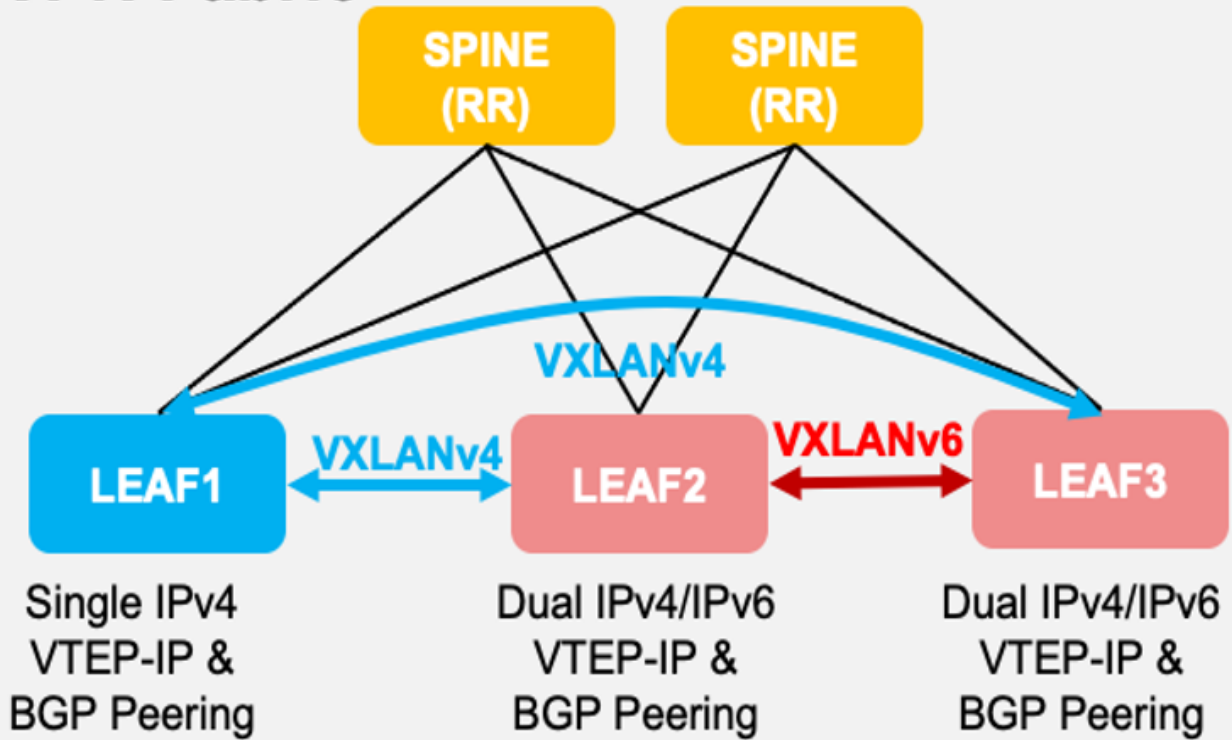 SPINE
(RR)
SPINE
(RR)
VXLANv4
VXLANv4
VXLANv6
LEAF1
LEAF2
LEAF3
Single IPv4
VTEP-IP &
BGP Peering
Dual IPv4/IPv6
VTEP-IP &
BGP Peering
Dual IPv4/IPv6
VTEP-IP &
BGP Peering